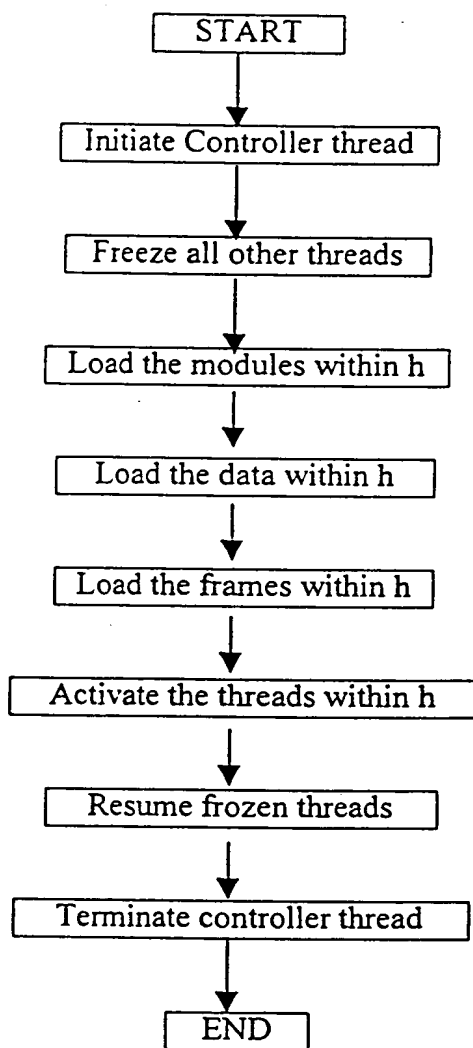 START
Initiate Controller thread
Freeze all other threads
Load the modules within h
Load the data within h
Load the frames within h
Activate the threads within h
Resume frozen threads
Terminate controller thread
END